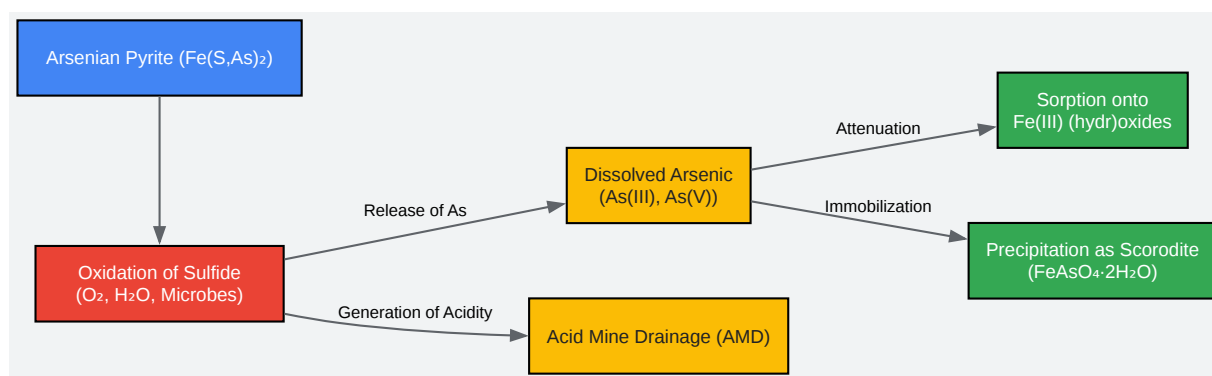 Arsenian Pyrite (Fe(S,As)₂)
Oxidation of Sulfide
(O₂, H₂O, Microbes)
Release of As
Generation of Acidity
Dissolved Arsenic
(As(III), As(V))
Acid Mine Drainage (AMD)
Attenuation
Immobilization
Sorption onto
Fe(III) (hydr)oxides
Precipitation as Scorodite
(FeAsO₄·2H₂O)